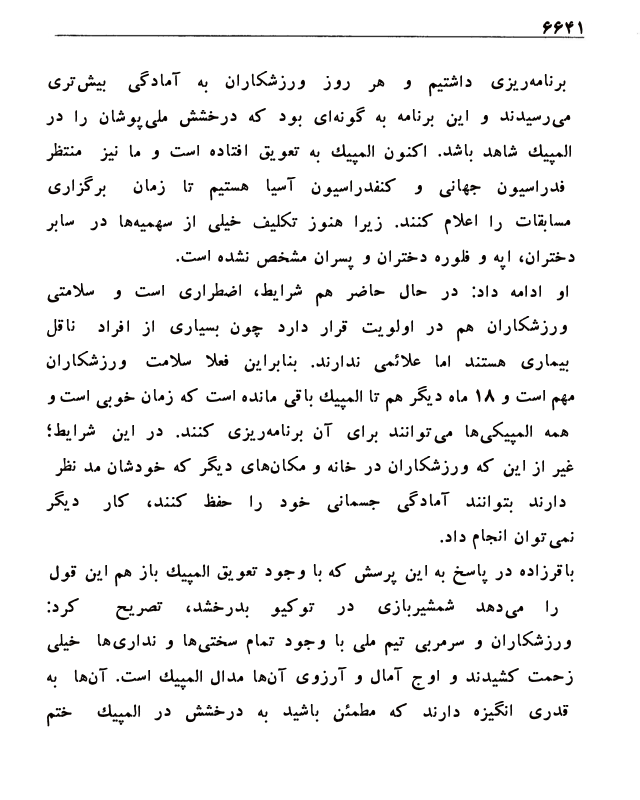 ۶۶۴۱
برنامه‌ریزی داشتیم و هر روز ورزشکاران به آمادگی بیش‌تری
می‌رسیدند و این برنامه به گونه‌ای بود که درخشش ملی‌پوشان را در
المپیك شاهد باشد. اکنون المپیك به تعویق افتاده است و ما نیز منتظر
فدراسیون جهانی و کنفدراسیون آسیا هستیم تا زمان برگزاری
مسابقات را اعلام کنند. زیرا هنوز تکلیف خیلی از سهمیه‌ها در سابر
دختران، اپه و فلوره دختران و پسران مشخص نشده است.
او ادامه داد: در حال حاضر هم شرایط، اضطراری است و سلامتی
ورزشکاران هم در اولویت قرار دارد چون بسیاری از افراد ناقل
بیماری هستند اما علائمی ندارند. بنابراین فعلا سلامت ورزشکاران
مهم است و ۱۸ ماه دیگر هم تا المپیك باقی مانده است که زمان خوبی است و
همه المپیکی‌ها می‌توانند برای آن برنامه‌ریزی کنند. در این شرایط؛
غیر از این که ورزشکاران در خانه و مکان‌های دیگر که خودشان مد نظر
دارند بتوانند آمادگی جسمانی خود را حفظ کنند، کار دیگر
نمی‌توان انجام داد.
باقرزاده در پاسخ به این پرسش که با وجود تعویق المپیك باز هم این قول
را می‌دهد شمشیربازی در توکیو بدرخشد، تصریح کرد:
ورزشکاران و سرمربی تیم ملی با وجود تمام سختی‌ها و نداری‌ها خیلی
زحمت کشیدند و اوج آمال و آرزوی آن‌ها مدال المپیك است. آن‌ها به
قدری انگیزه دارند که مطمئن باشید به درخشش در المپیك ختم